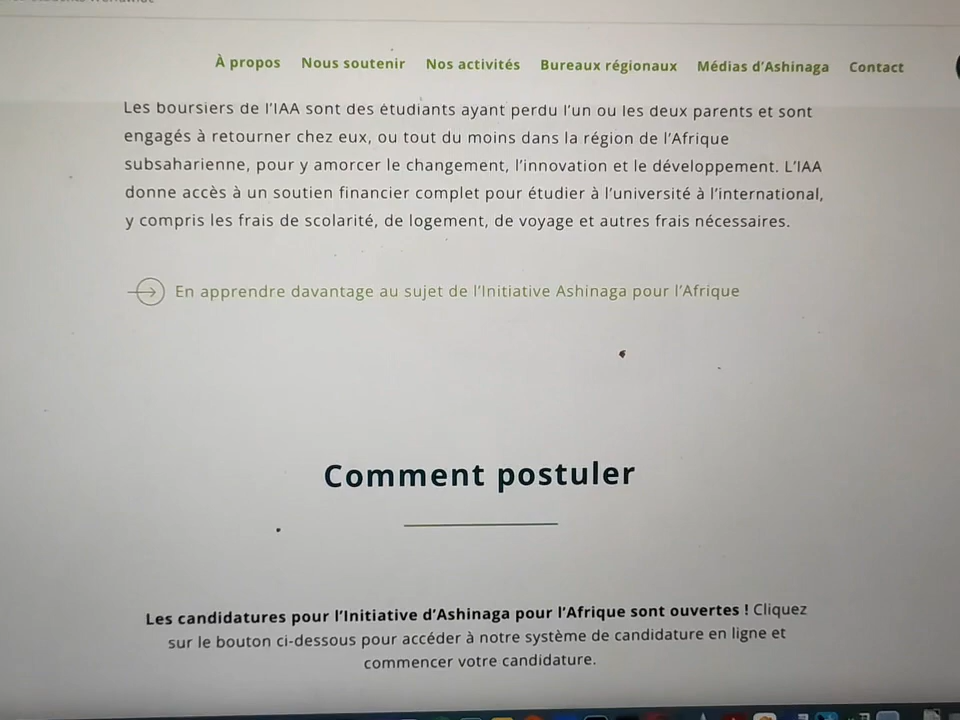 À propos Nous soutenir Nos activités Bureaux régionaux Médias d'Ashinaga Contact
Les boursiers de l'IAA sont des étudiants ayant perdu l'un ou les deux parents et sont
engagés à retourner chez eux, ou tout du moins dans la région de l'Afrique
subsaharienne, pour y amorcer le changement, l'innovation et le développement. L'IAA
donne accès à un soutien financier complet pour étudier à l'université à l'international,
y compris les frais de scolarité, de logement, de voyage et autres frais nécessaires.
En apprendre davantage au sujet de l'Initiative Ashinaga pour l'Afrique
Comment postuler
Les candidatures pour l'Initiative d'Ashinaga pour l'Afrique sont ouvertes ! Cliquez
sur le bouton ci-dessous pour accéder à notre système de candidature en ligne et
commencer votre candidature.